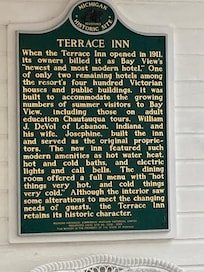 MICHIGAN
HISTORIC SITE
TERRACE INN
When the Terrace Inn opened in 1911,
its owners billed it as Bay View's
"newest and most modern hotel." One
of only two remaining hotels among
the resort's four hundred Victorian
houses and public buildings, it was
built to accommodate the growing
numbers of summer visitors to Bay
View, including those on adult
education Chautauqua tours. William
J. DeVol of Lebanon, Indiana, and
his wife, Josephine, built the inn
and served as the original proprie-
tors. The new inn featured such
modern amenities as hot water heat,
hot and cold baths, and electric
lights and call bells. The dining
room offered a full menu with "hot
things very hot, and cold things
very cold." Although the interior saw
some alterations to meet the changing
needs of guests, the Terrace Inn
retains its historic character.